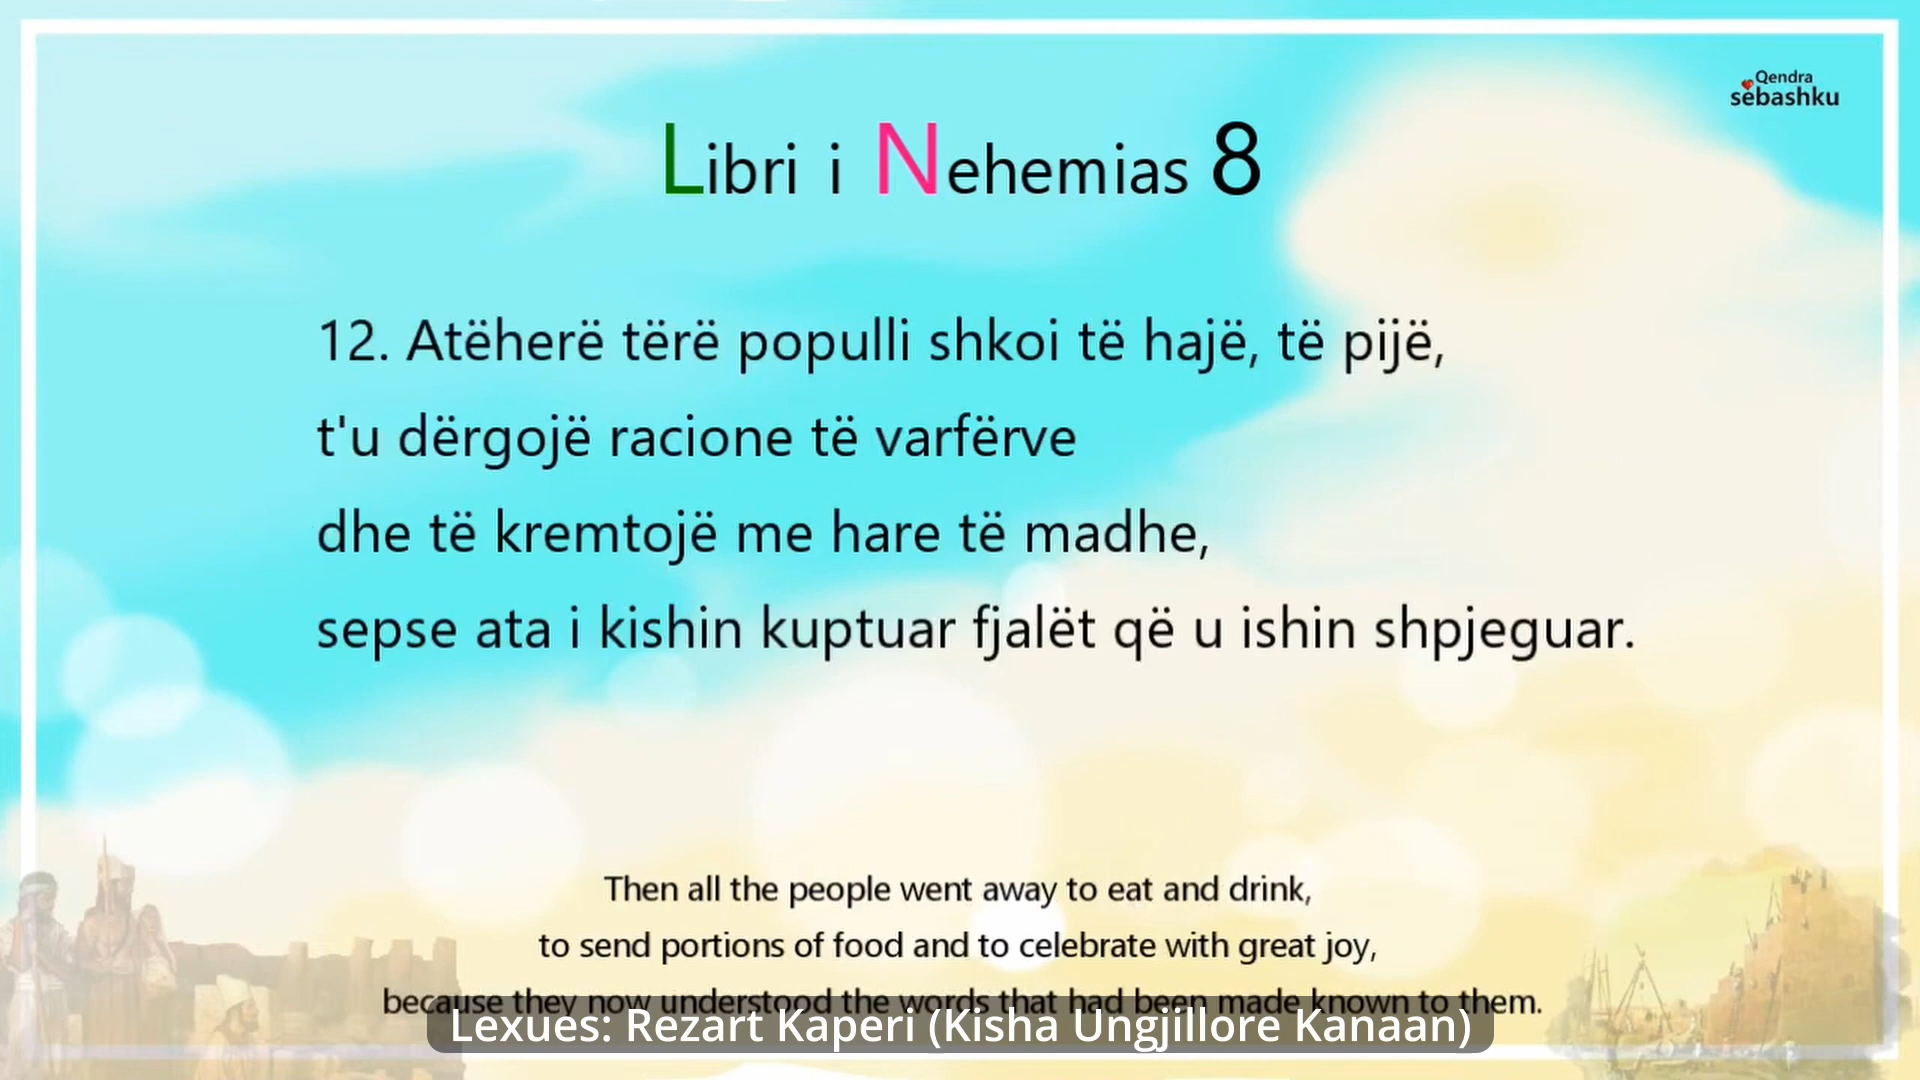 Qendra
sëbashku
Libri i Nehemias 8
12. Atëherë tërë populli shkoi të hajë, të pijë,
t'u dërgojë racione të varfërve
dhe të kremtojë me hare të madhe,
sepse ata i kishin kuptuar fjalët që u ishin shpjeguar.
Then all the people went away to eat and drink,
to send portions of food and to celebrate with great joy,
because they now understood the words that had been made known to them.
Lexues: Rezart Kaperi (Kisha Ungjillore Kanaan)